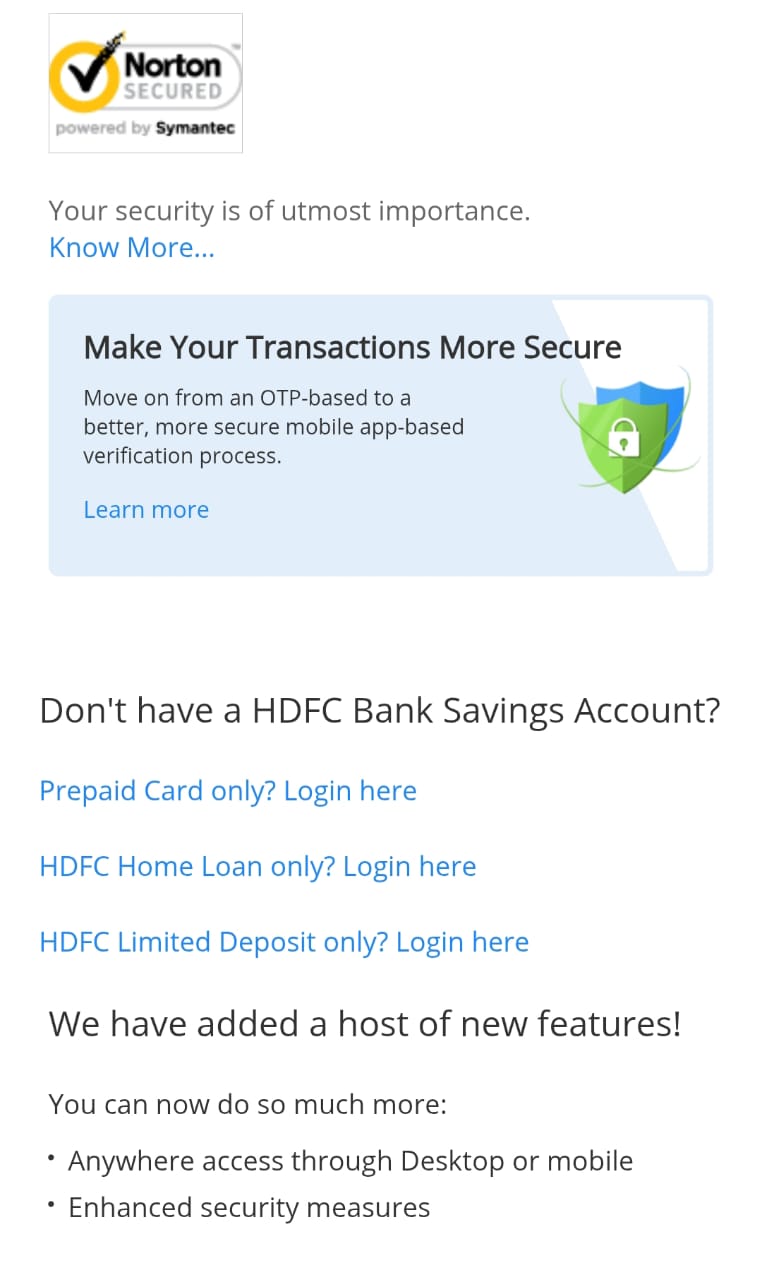 Norton
SECURED
powered by Symantec
Your security is of utmost importance.
Know More...
Make Your Transactions More Secure
Move on from an OTP-based to a
better, more secure mobile app-based
verification process.
Learn more
Don't have a HDFC Bank Savings Account?
Prepaid Card only? Login here
HDFC Home Loan only? Login here
HDFC Limited Deposit only? Login here
We have added a host of new features!
You can now do so much more:
• Anywhere access through Desktop or mobile
• Enhanced security measures